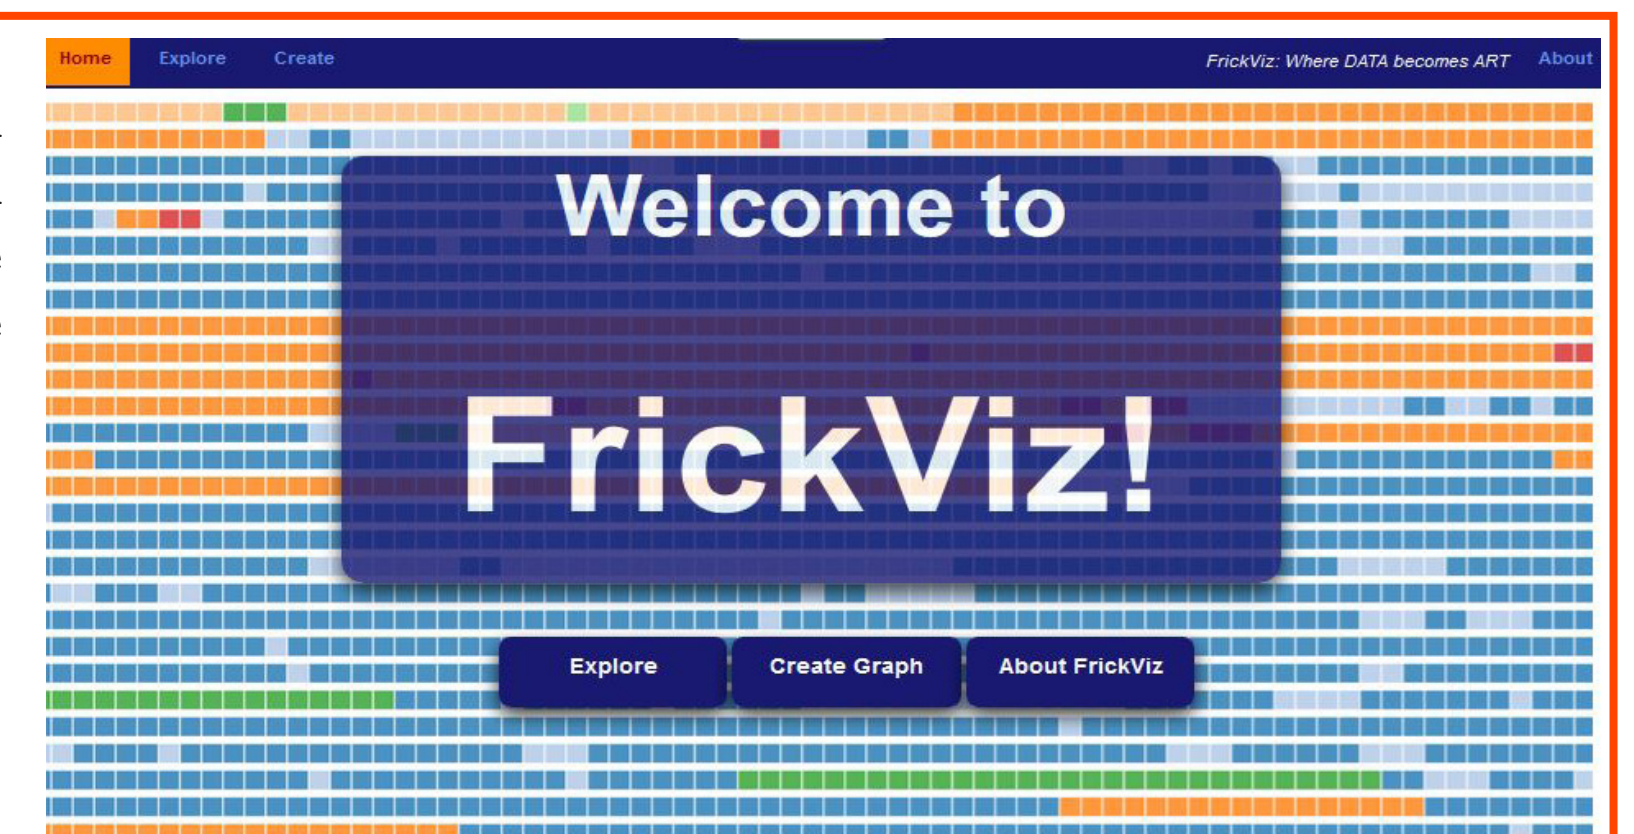 Home Explore Create FrickViz: Where DATA becomes ART About
Welcome to
FrickViz!
Explore Create Graph About FrickViz